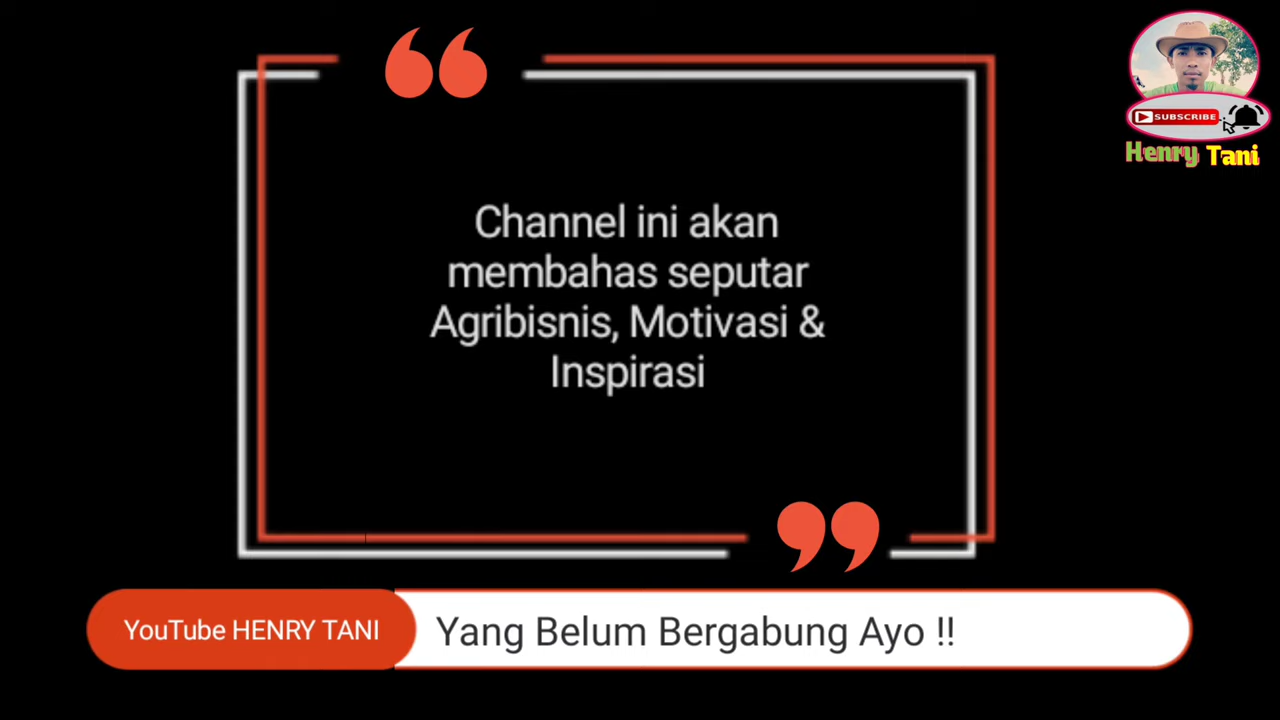 SUBSCRIBE
Henry Tani
Channel ini akan
membahas seputar
Agribisnis, Motivasi &
Inspirasi
YouTube HENRY TANI
Yang Belum Bergabung Ayo !!